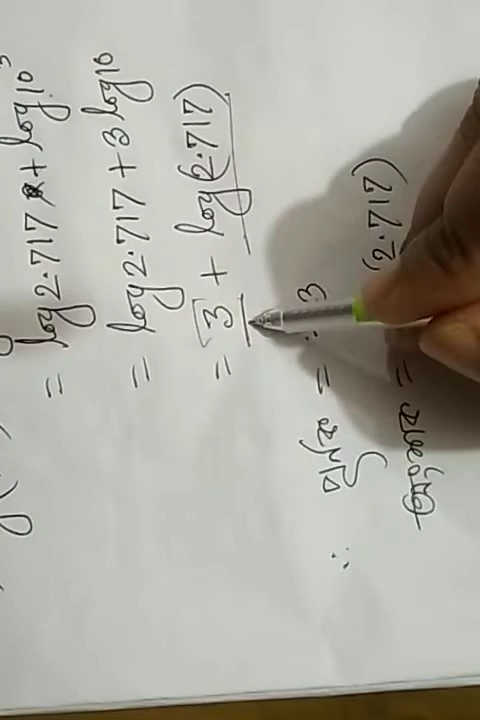 = log 2.717 + log 10³
= log 2.717 + 3 log 10
= 3 + log(2.717)
∴ পূর্ণক = 3
অংশক = (2.717)